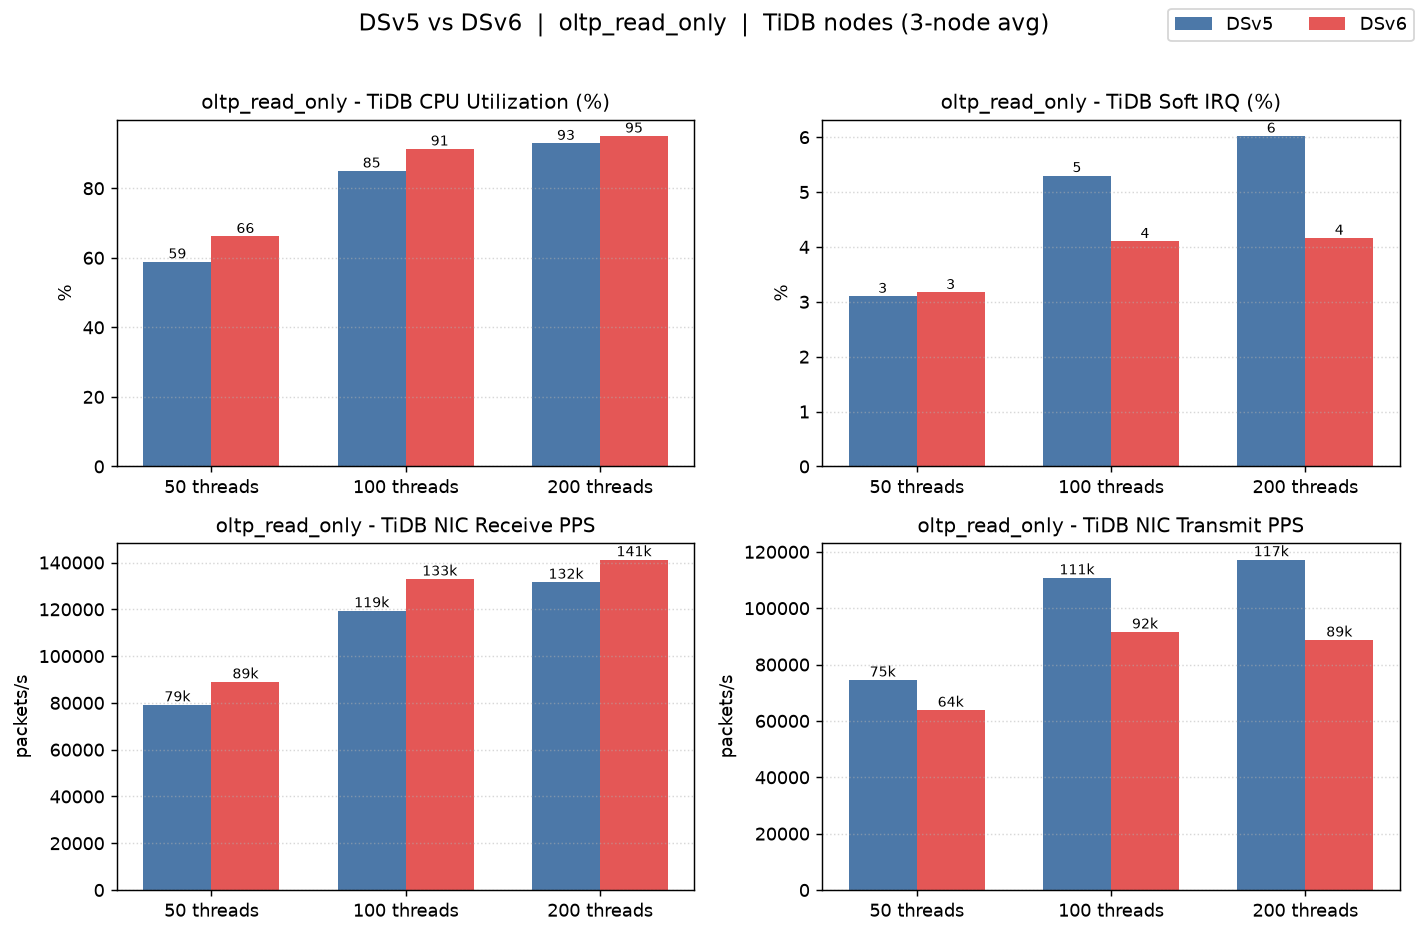 DSv5 vs DSv6 | oltp_read_only | TiDB nodes (3-node avg)
DSv5 DSv6
oltp_read_only - TiDB CPU Utilization (%)
%
80
60
40
20
0
59
66
85
91
93
95
50 threads 100 threads 200 threads
oltp_read_only - TiDB Soft IRQ (%)
%
6
5
4
3
2
1
0
3
3
5
4
6
4
50 threads 100 threads 200 threads
oltp_read_only - TiDB NIC Receive PPS
packets/s
140000
120000
100000
80000
60000
40000
20000
0
79k
89k
119k
133k
132k
141k
50 threads 100 threads 200 threads
oltp_read_only - TiDB NIC Transmit PPS
packets/s
120000
100000
80000
60000
40000
20000
0
75k
64k
111k
92k
117k
89k
50 threads 100 threads 200 threads